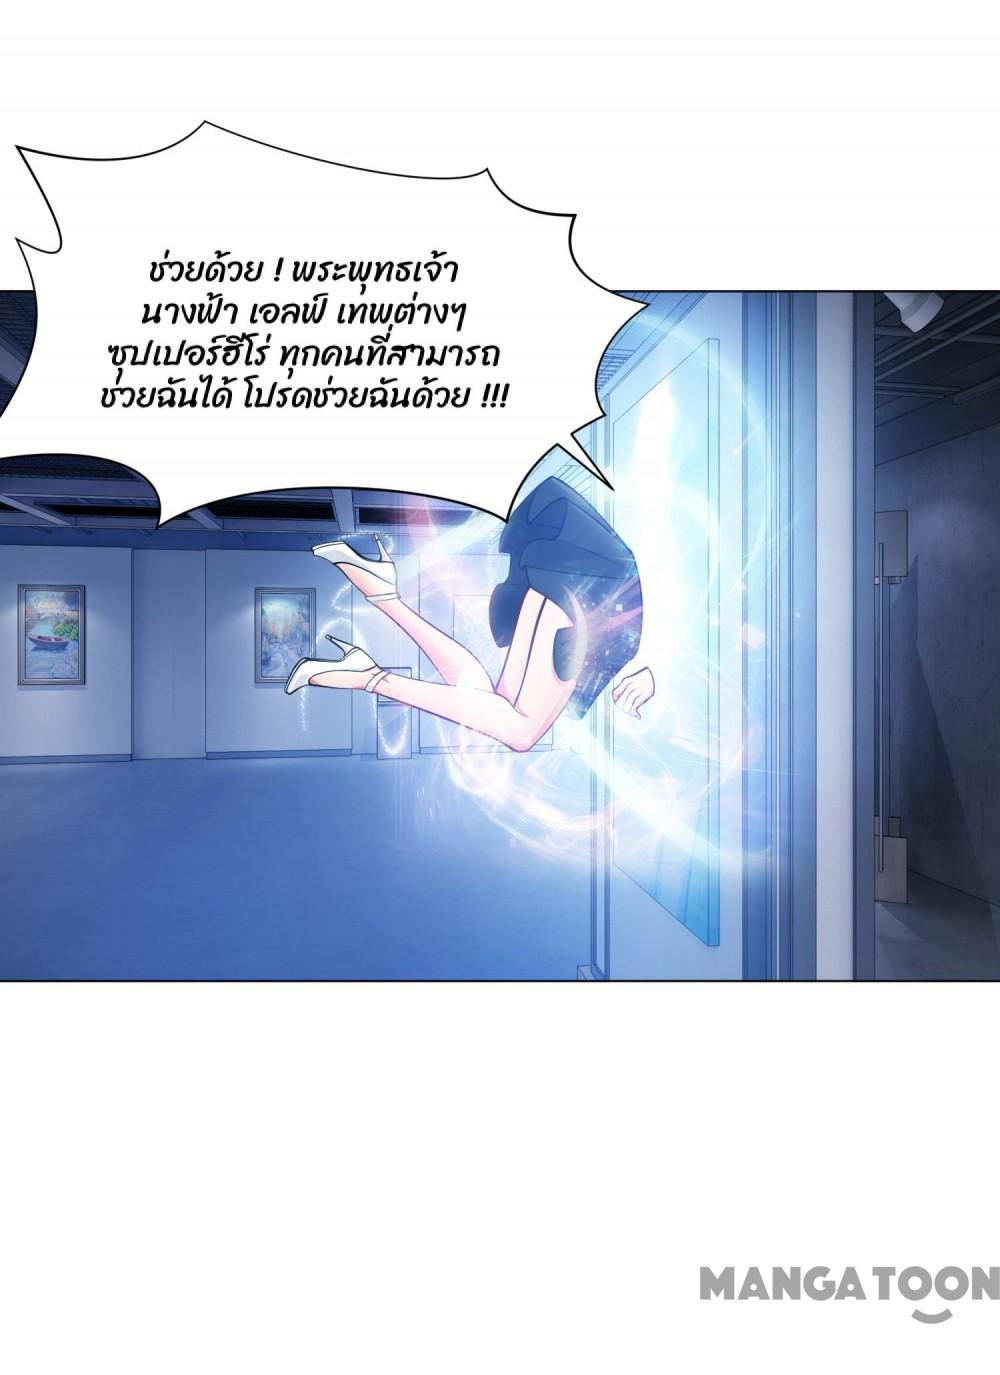 ช่วยด้วย ! พระพุทธเจ้า
นางฟ้า เอลฟ์ เทพต่างๆ
ซุปเปอร์ฮีโร่ ทุกคนที่สามารถ
ช่วยฉันได้ โปรดช่วยฉันด้วย !!!
MANGATOON